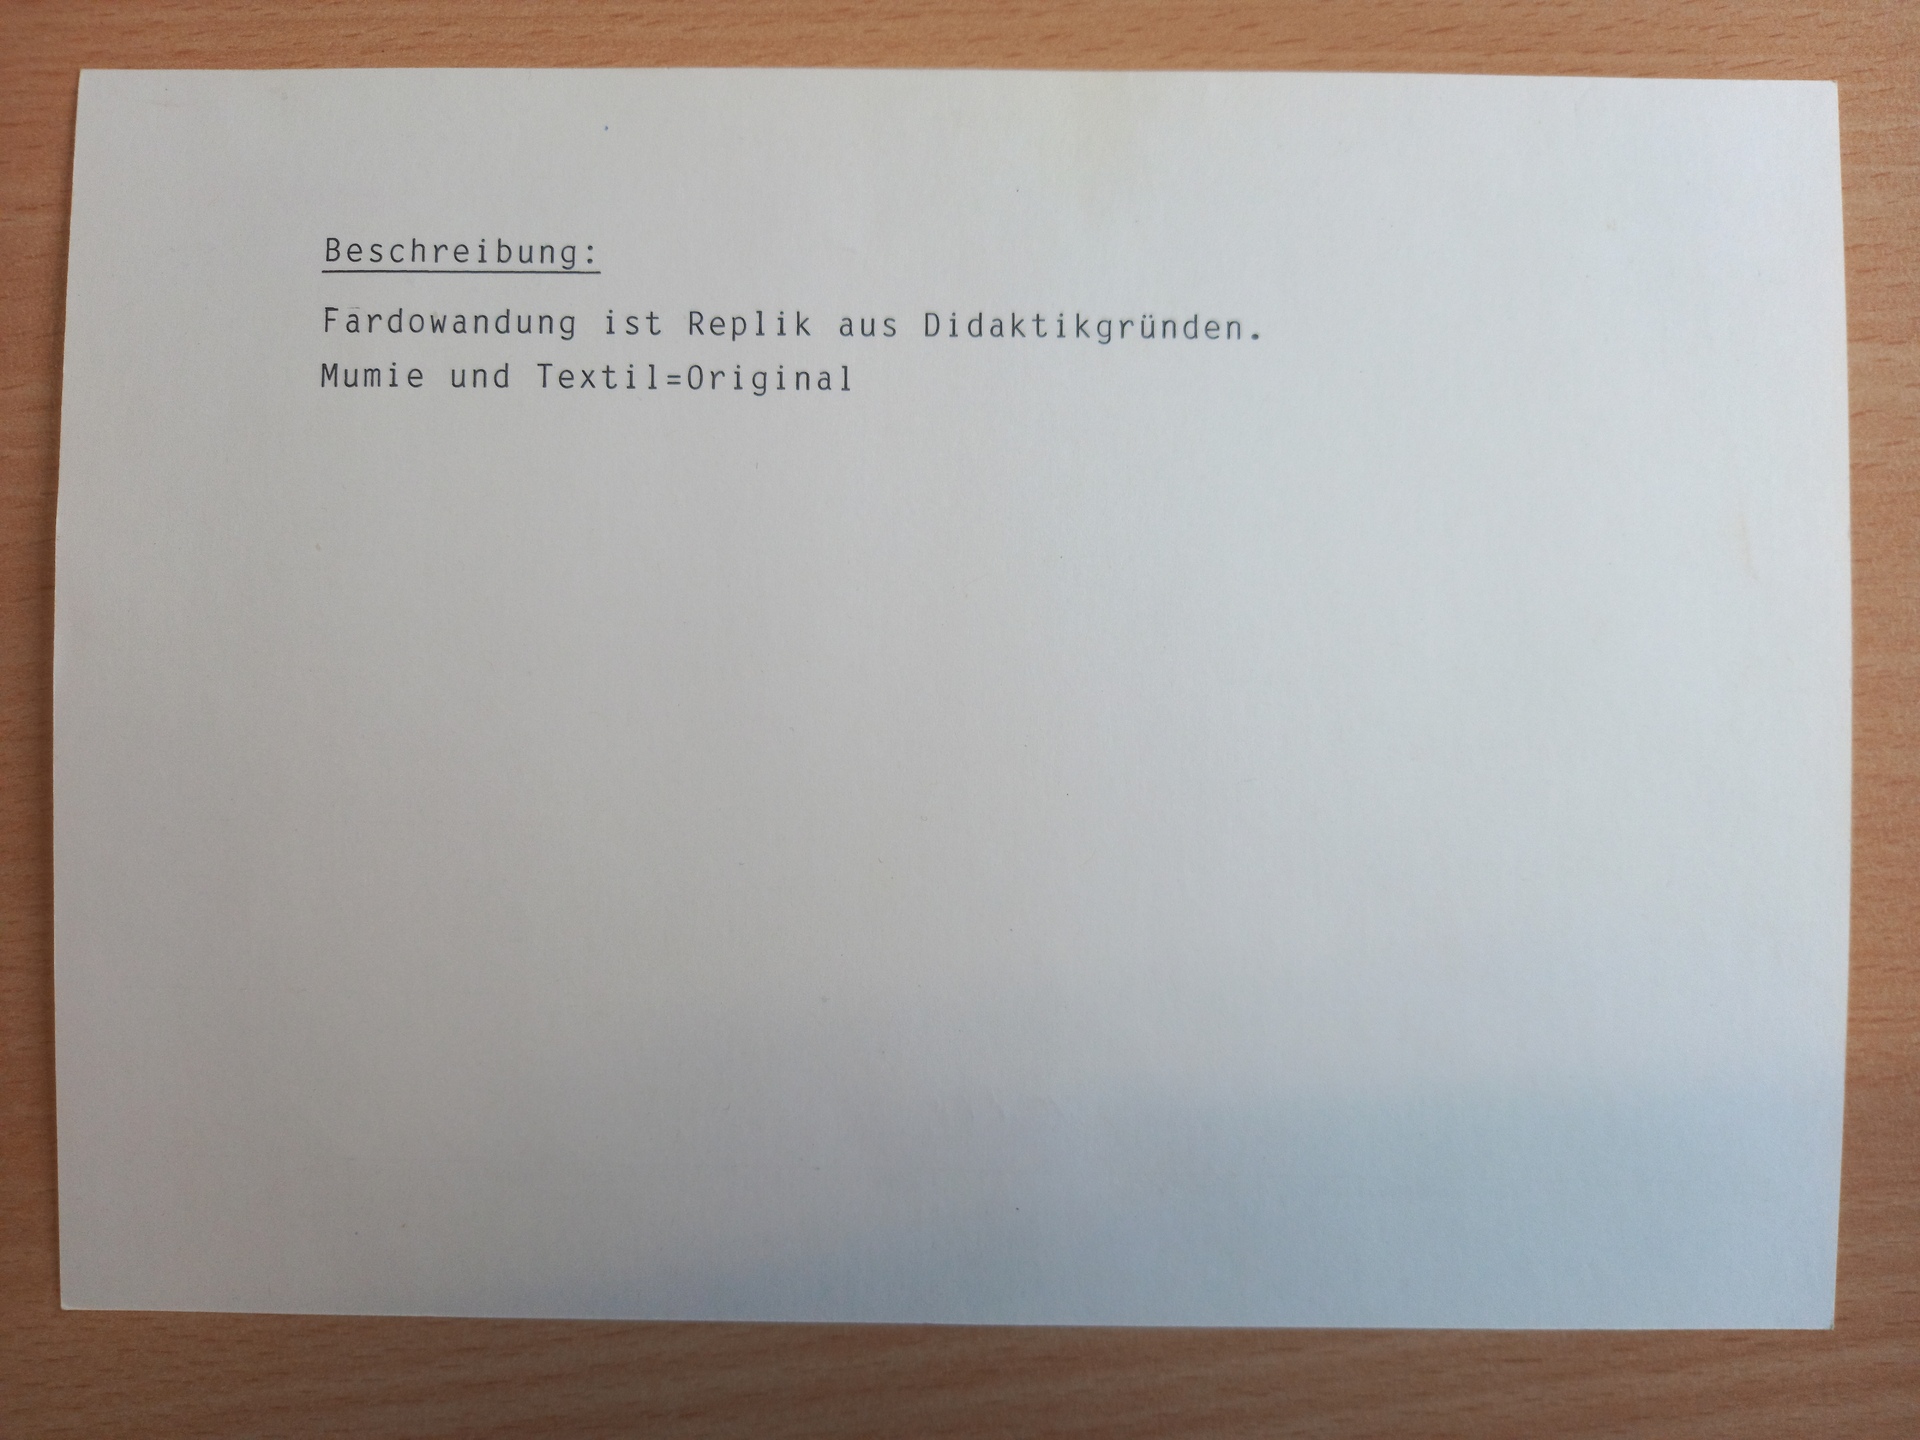 Beschreibung:
Fardowandung ist Replik aus Didaktikgründen.
Mumie und Textil=Original